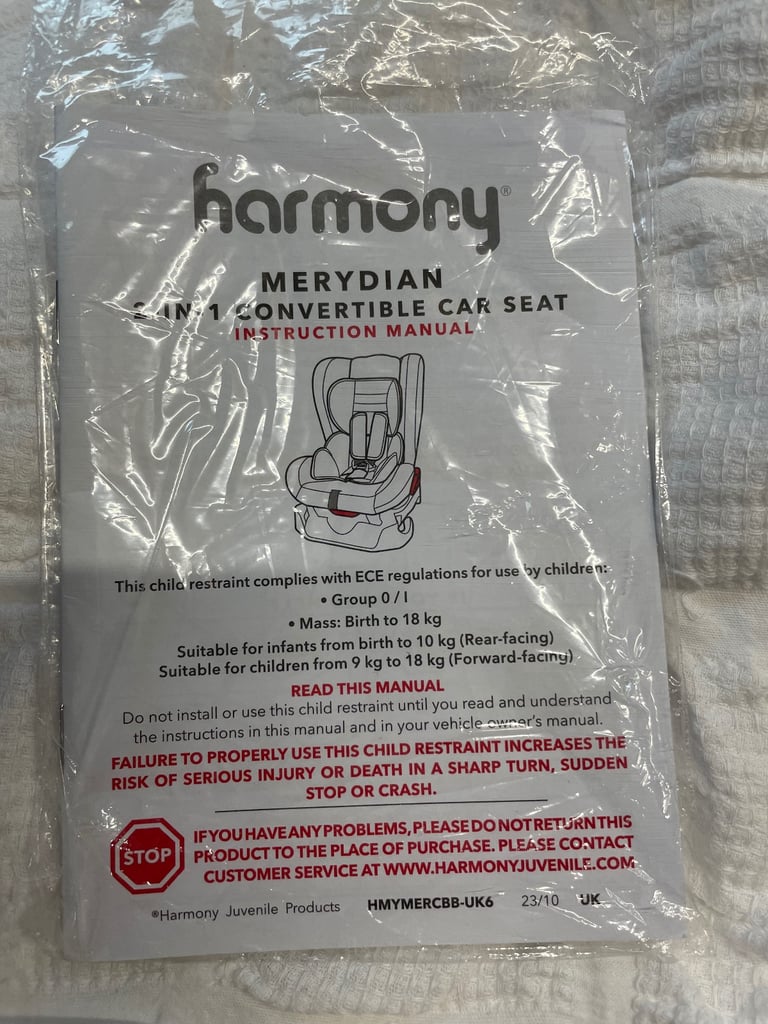 harmony®
MERYDIAN
2-IN-1 CONVERTIBLE CAR SEAT
INSTRUCTION MANUAL
This child restraint complies with ECE regulations for use by children:
• Group 0 / I
• Mass: Birth to 18 kg
Suitable for infants from birth to 10 kg (Rear-facing)
Suitable for children from 9 kg to 18 kg (Forward-facing)
READ THIS MANUAL
Do not install or use this child restraint until you read and understand
the instructions in this manual and in your vehicle owner's manual.
FAILURE TO PROPERLY USE THIS CHILD RESTRAINT INCREASES THE
RISK OF SERIOUS INJURY OR DEATH IN A SHARP TURN, SUDDEN
STOP OR CRASH.
STOP
IF YOU HAVE ANY PROBLEMS, PLEASE DO NOT RETURN THIS
PRODUCT TO THE PLACE OF PURCHASE. PLEASE CONTACT
CUSTOMER SERVICE AT WWW.HARMONYJUVENILE.COM
®Harmony Juvenile Products HMYMERCBB-UK6 23/10 UK